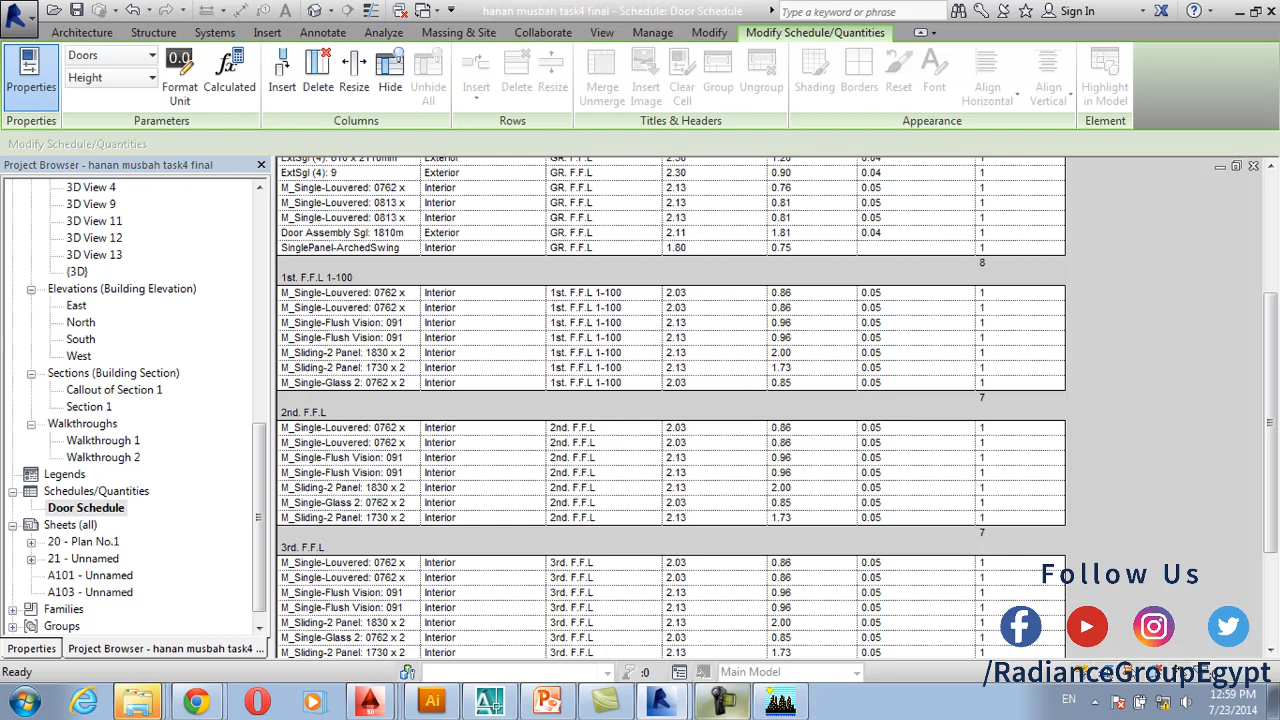 hanan musbah task4 final - Schedule: Door Schedule
Type a keyword or phrase
Sign In
Architecture Structure Systems Insert Annotate Analyze Massing & Site Collaborate View Manage Modify Modify Schedule/Quantities
Doors
Height
Properties Format Unit Calculated Insert Delete Resize Hide Unhide All Insert Delete Resize Merge Unmerge Insert Image Clear Cell Group Ungroup Shading Borders Reset Font Align Horizontal Align Vertical Highlight in Model
Properties Parameters Columns Rows Titles & Headers Appearance Element
Modify Schedule/Quantities
Project Browser - hanan musbah task4 final
3D View 4
3D View 9
3D View 11
3D View 12
3D View 13
{3D}
Elevations (Building Elevation)
East
North
South
West
Sections (Building Section)
Callout of Section 1
Section 1
Walkthroughs
Walkthrough 1
Walkthrough 2
Legends
Schedules/Quantities
Door Schedule
Sheets (all)
20 - Plan No.1
21 - Unnamed
A101 - Unnamed
A103 - Unnamed
Families
Groups
Properties Project Browser - hanan musbah task4 ...
ExtSgl (4): 810 x 2110mm Exterior GR. F.F.L 2.30 1.20 0.04 1
ExtSgl (4): 9 Exterior GR. F.F.L 2.30 0.90 0.04 1
M_Single-Louvered: 0762 x Interior GR. F.F.L 2.13 0.76 0.05 1
M_Single-Louvered: 0813 x Interior GR. F.F.L 2.13 0.81 0.05 1
M_Single-Louvered: 0813 x Interior GR. F.F.L 2.13 0.81 0.05 1
Door Assembly Sgl: 1810m Exterior GR. F.F.L 2.11 1.81 0.04 1
SinglePanel-ArchedSwing Interior GR. F.F.L 1.80 0.75 1
8
1st. F.F.L 1-100
M_Single-Louvered: 0762 x Interior 1st. F.F.L 1-100 2.03 0.86 0.05 1
M_Single-Louvered: 0762 x Interior 1st. F.F.L 1-100 2.03 0.86 0.05 1
M_Single-Flush Vision: 091 Interior 1st. F.F.L 1-100 2.13 0.96 0.05 1
M_Single-Flush Vision: 091 Interior 1st. F.F.L 1-100 2.13 0.96 0.05 1
M_Sliding-2 Panel: 1830 x 2 Interior 1st. F.F.L 1-100 2.13 2.00 0.05 1
M_Sliding-2 Panel: 1730 x 2 Interior 1st. F.F.L 1-100 2.13 1.73 0.05 1
M_Single-Glass 2: 0762 x 2 Interior 1st. F.F.L 1-100 2.03 0.85 0.05 1
7
2nd. F.F.L
M_Single-Louvered: 0762 x Interior 2nd. F.F.L 2.03 0.86 0.05 1
M_Single-Louvered: 0762 x Interior 2nd. F.F.L 2.03 0.86 0.05 1
M_Single-Flush Vision: 091 Interior 2nd. F.F.L 2.13 0.96 0.05 1
M_Single-Flush Vision: 091 Interior 2nd. F.F.L 2.13 0.96 0.05 1
M_Sliding-2 Panel: 1830 x 2 Interior 2nd. F.F.L 2.13 2.00 0.05 1
M_Single-Glass 2: 0762 x 2 Interior 2nd. F.F.L 2.03 0.85 0.05 1
M_Sliding-2 Panel: 1730 x 2 Interior 2nd. F.F.L 2.13 1.73 0.05 1
7
3rd. F.F.L
M_Single-Louvered: 0762 x Interior 3rd. F.F.L 2.03 0.86 0.05 1
M_Single-Louvered: 0762 x Interior 3rd. F.F.L 2.03 0.86 0.05 1
M_Single-Flush Vision: 091 Interior 3rd. F.F.L 2.13 0.96 0.05 1
M_Single-Flush Vision: 091 Interior 3rd. F.F.L 2.13 0.96 0.05 1
M_Sliding-2 Panel: 1830 x 2 Interior 3rd. F.F.L 2.13 2.00 0.05 1
M_Single-Glass 2: 0762 x 2 Interior 3rd. F.F.L 2.03 0.85 0.05 1
M_Sliding-2 Panel: 1730 x 2 Interior 3rd. F.F.L 2.13 1.73 0.05 1
Follow Us
/RadianceGroupEgypt
Ready :0 Main Model
EN 12:59 PM
7/23/2014